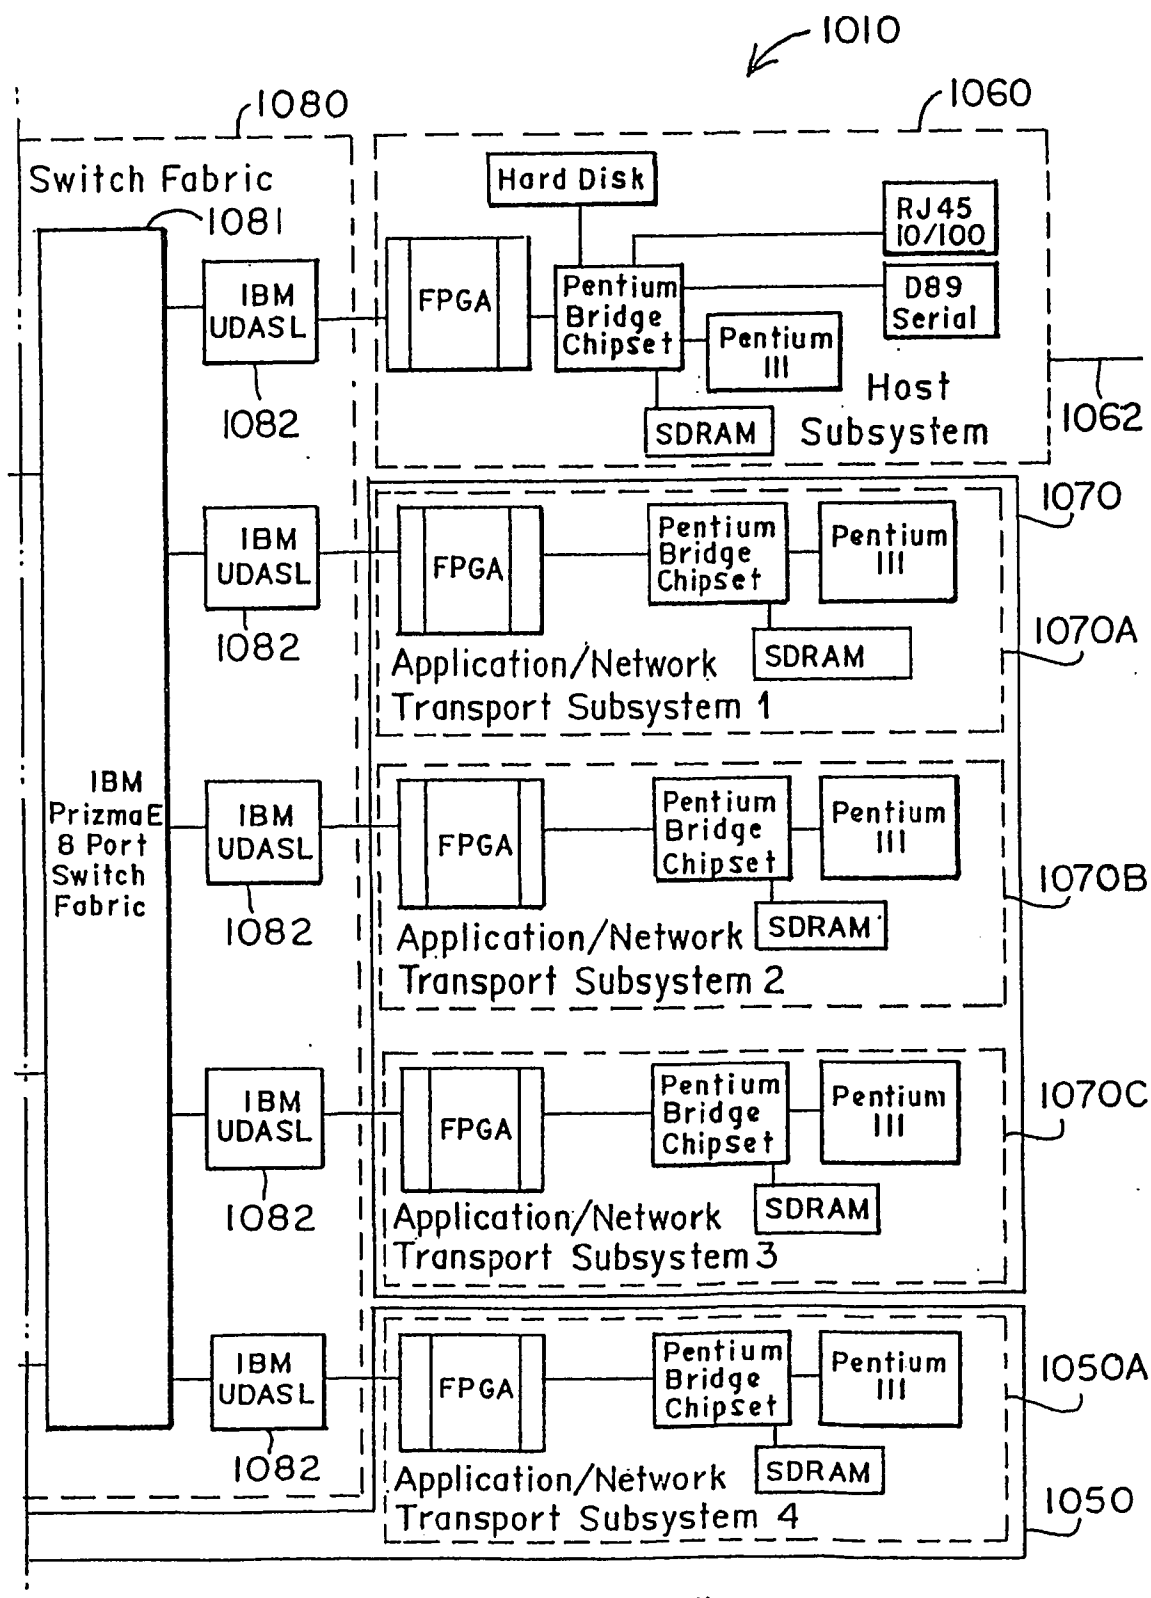 1010
1080
1060
Switch Fabric
1081
Hard Disk
RJ45
10/100
IBM
UDASL
FPGA
Pentium
Bridge
Chipset
D89
Serial
Pentium
III
1082
Host
Subsystem
SDRAM
1062
1070
IBM
UDASL
FPGA
Pentium
Bridge
Chipset
Pentium
III
1082
1070A
SDRAM
Application/Network
Transport Subsystem 1
IBM
PrizmaE
8 Port
Switch
Fabric
IBM
UDASL
FPGA
Pentium
Bridge
Chipset
Pentium
III
1070B
1082
SDRAM
Application/Network
Transport Subsystem 2
IBM
UDASL
FPGA
Pentium
Bridge
Chipset
Pentium
III
1070C
1082
SDRAM
Application/Network
Transport Subsystem 3
IBM
UDASL
FPGA
Pentium
Bridge
Chipset
Pentium
III
1050A
1082
SDRAM
Application/Network
Transport Subsystem 4
1050